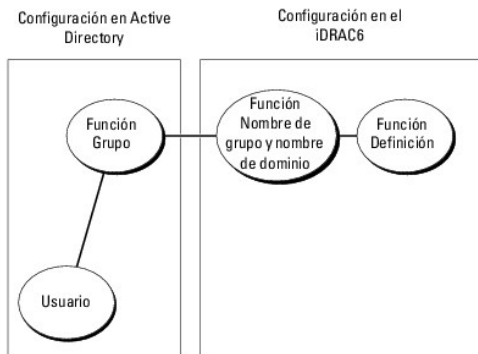 Configuración en Active
Directory
Configuración en el
iDRAC6
Función
Grupo
Función
Nombre de
grupo y nombre
de dominio
Función
Definición
Usuario